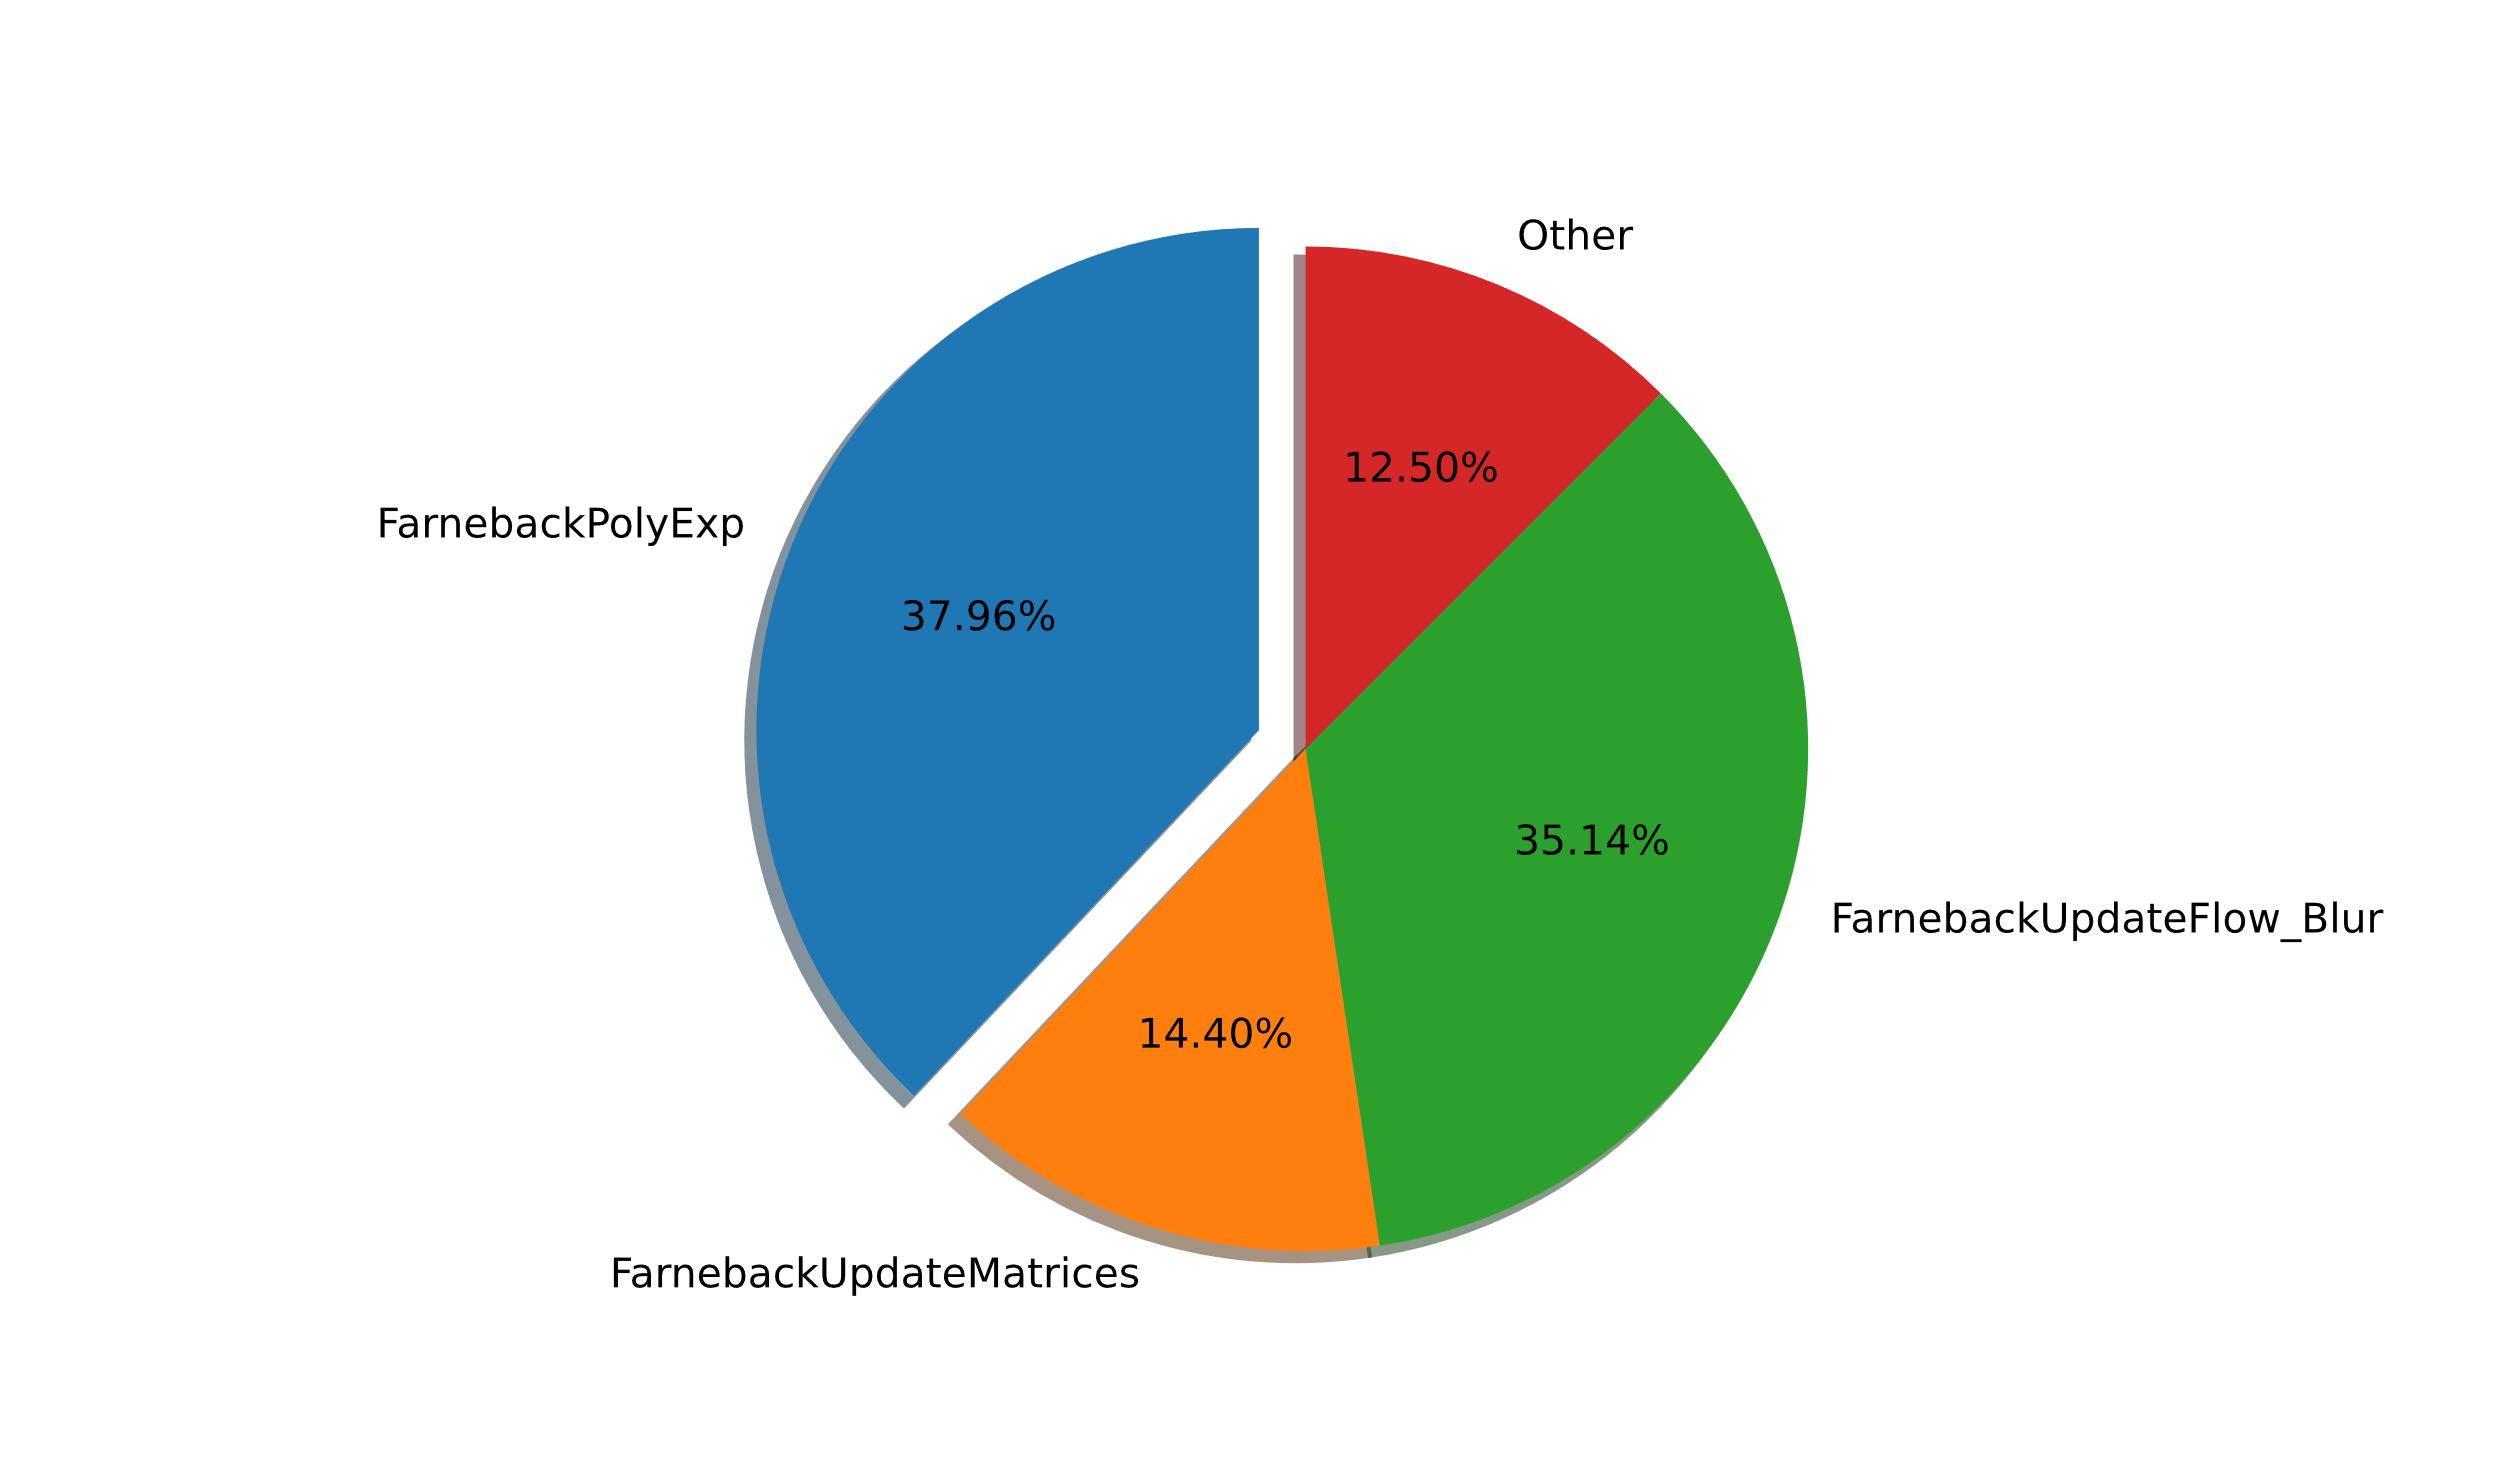 Other
12.50%
FarnebackPolyExp
37.96%
35.14%
FarnebackUpdateFlow_Blur
14.40%
FarnebackUpdateMatrices